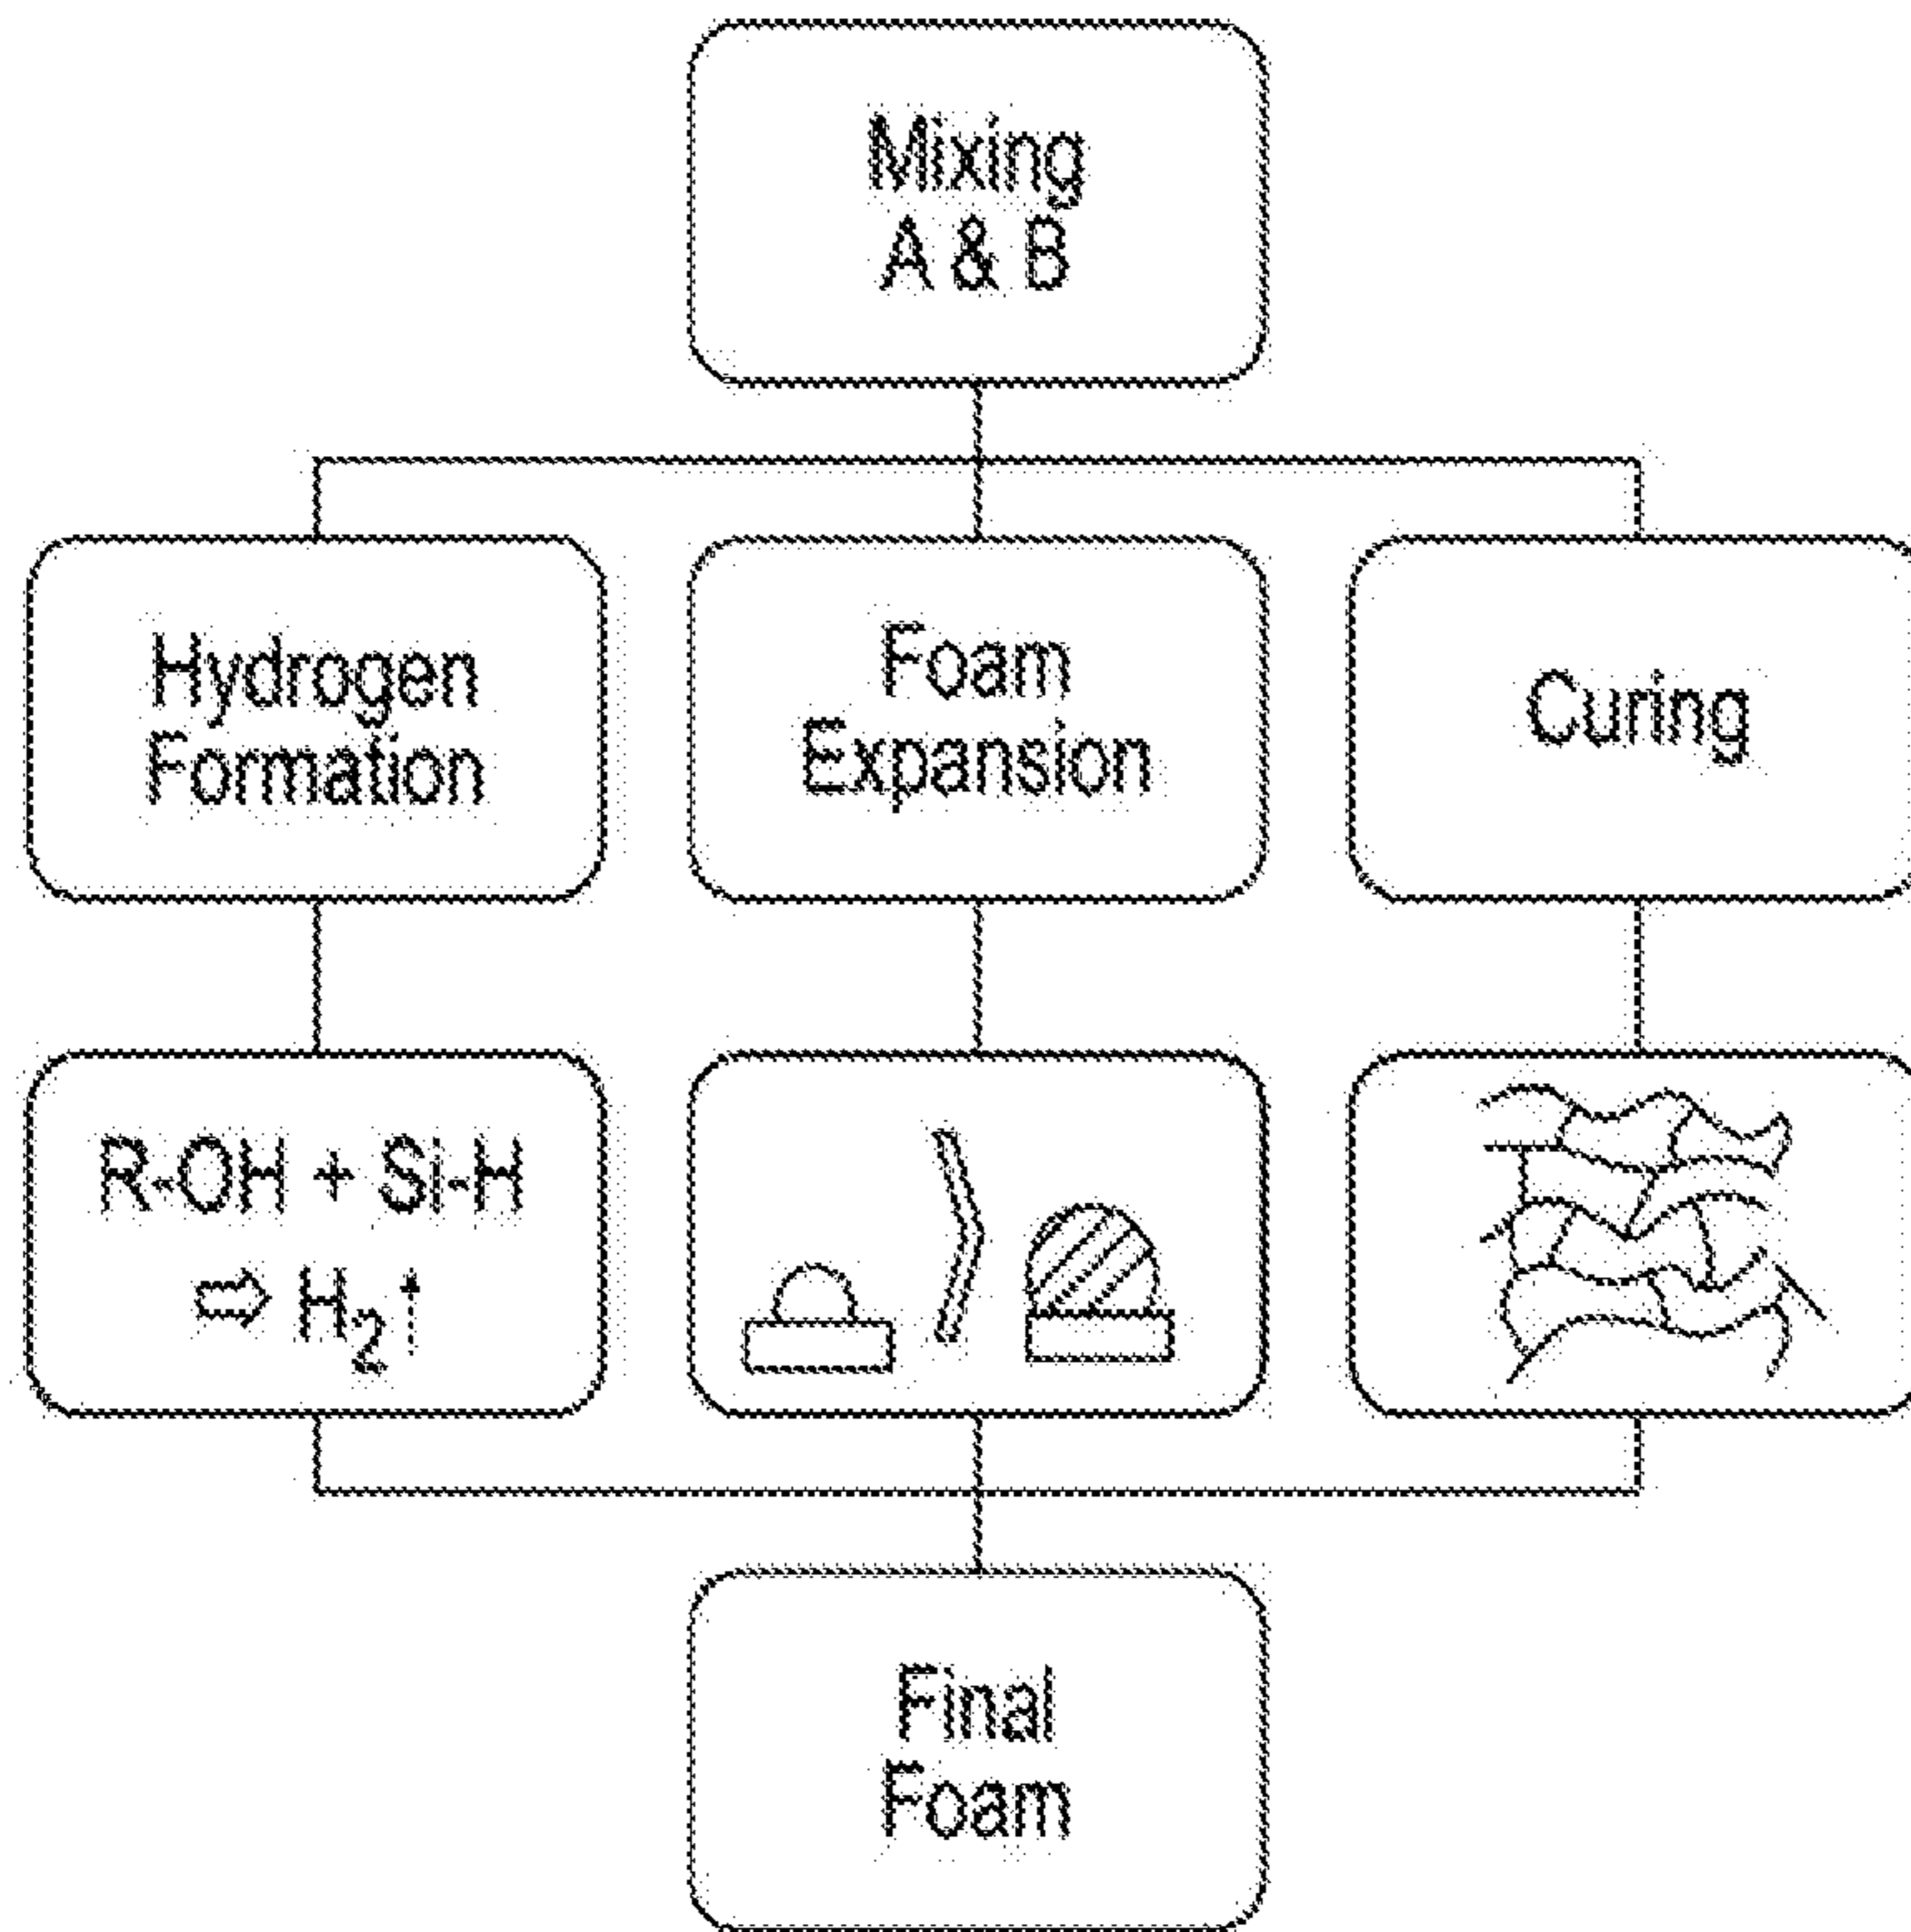 Mixing
A & B
Hydrogen
Formation
Foam
Expansion
Curing
R-OH + Si-H
⇨ H₂↑
Final
Foam